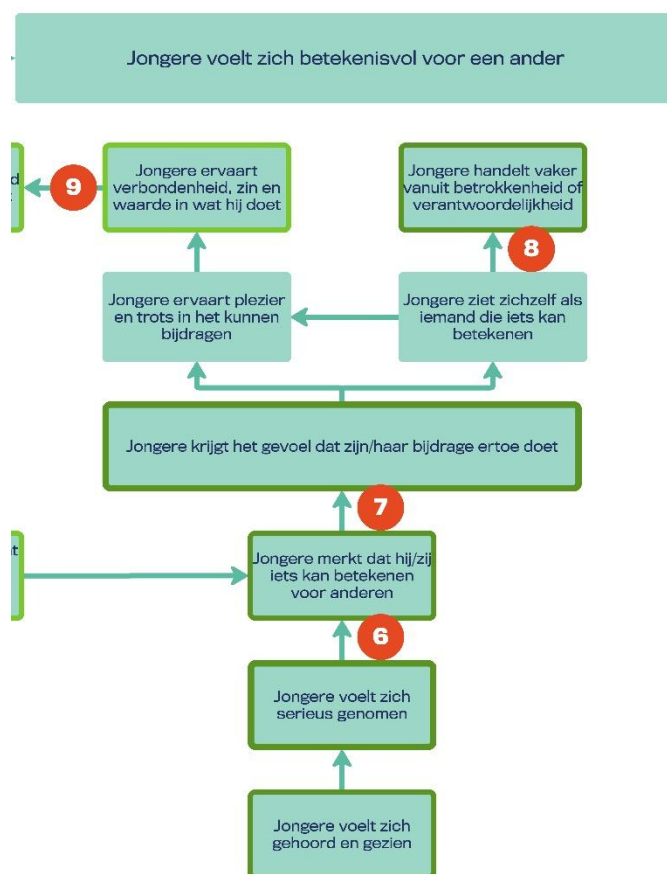 Jongere voelt zich betekenisvol voor een ander
d
9
Jongere ervaart
verbondenheid, zin en
waarde in wat hij doet
Jongere handelt vaker
vanuit betrokkenheid of
verantwoordelijkheid
8
Jongere ervaart plezier
en trots in het kunnen
bijdragen
Jongere ziet zichzelf als
iemand die iets kan
betekenen
Jongere krijgt het gevoel dat zijn/haar bijdrage ertoe doet
7
Jongere merkt dat hij/zij
iets kan betekenen
voor anderen
6
Jongere voelt zich
serieus genomen
Jongere voelt zich
gehoord en gezien